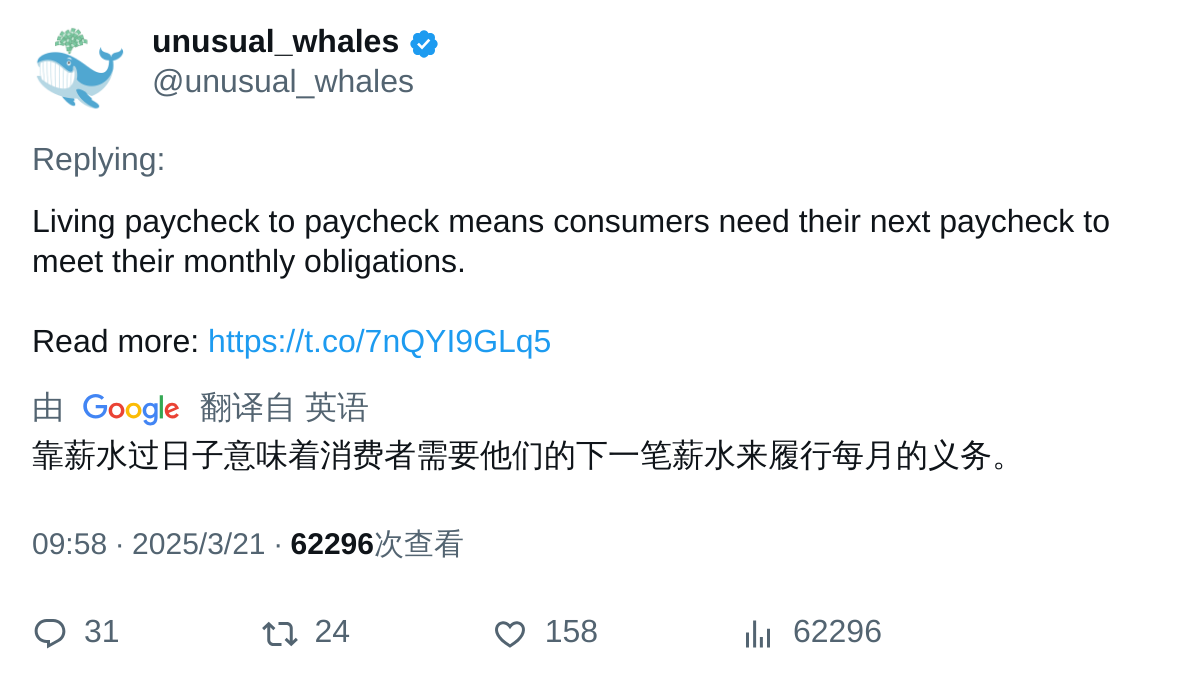 unusual_whales
@unusual_whales
Replying:
Living paycheck to paycheck means consumers need their next paycheck to
meet their monthly obligations.
Read more: https://t.co/7nQYI9GLq5
由 Google 翻译自 英语
靠薪水过日子意味着消费者需要他们的下一笔薪水来履行每月的义务。
09:58 · 2025/3/21 · 62296次查看
31 24 158 62296